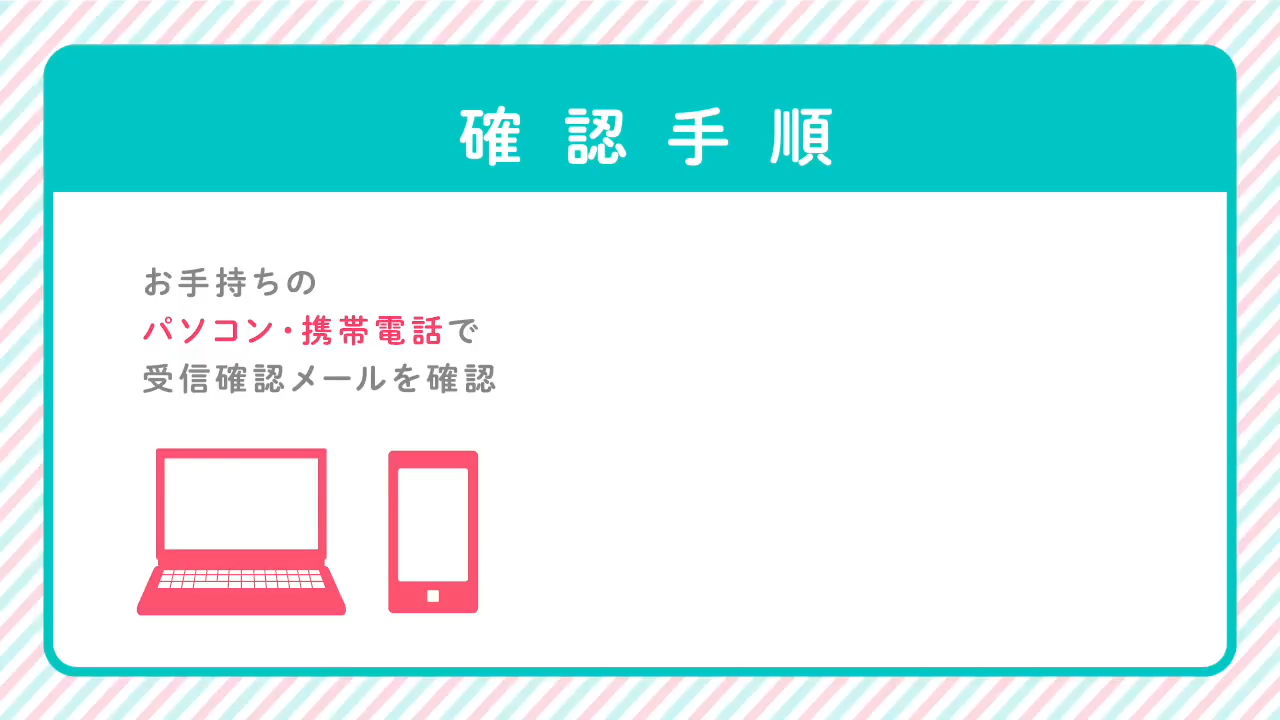 確認手順
お手持ちの
パソコン・携帯電話で
受信確認メールを確認